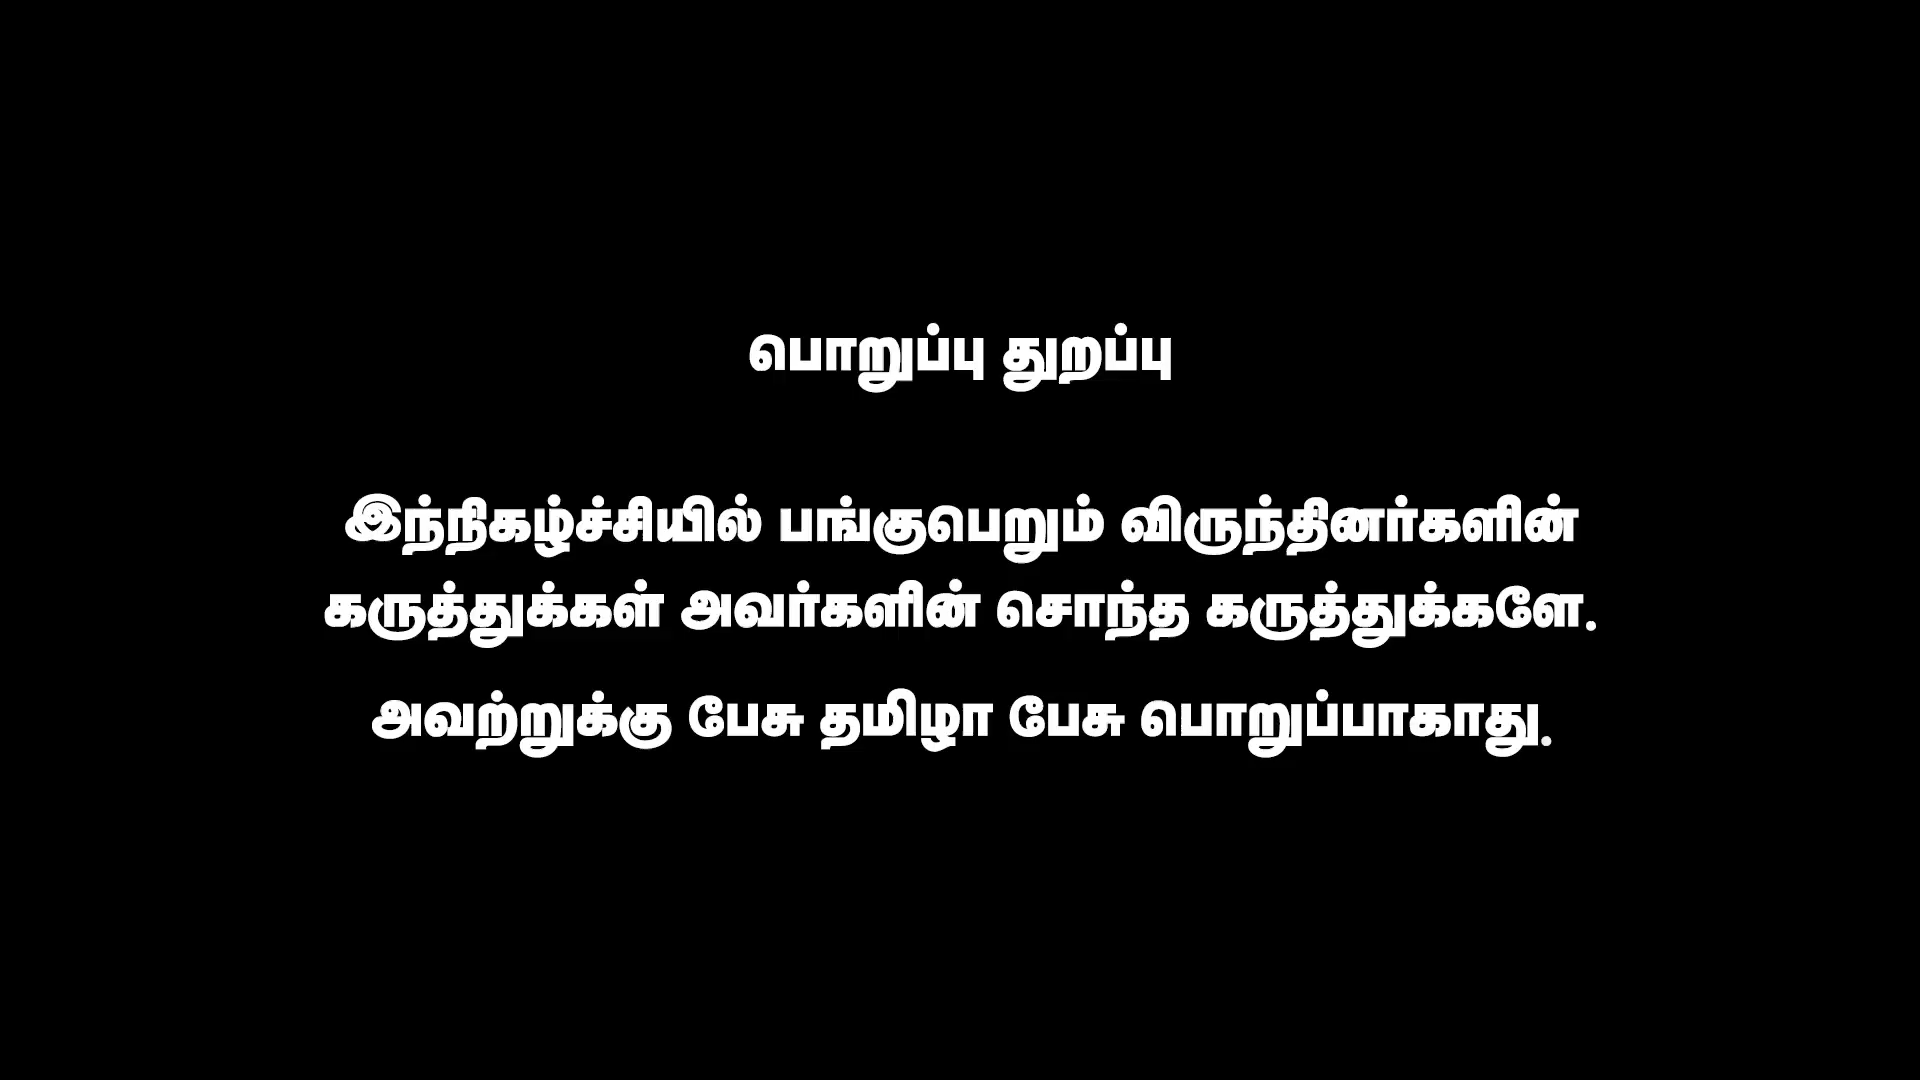 பொறுப்பு துறப்பு
இந்நிகழ்ச்சியில் பங்குபெறும் விருந்தினர்களின்
கருத்துக்கள் அவர்களின் சொந்த கருத்துக்களே.
அவற்றுக்கு பேசு தமிழா பேசு பொறுப்பாகாது.